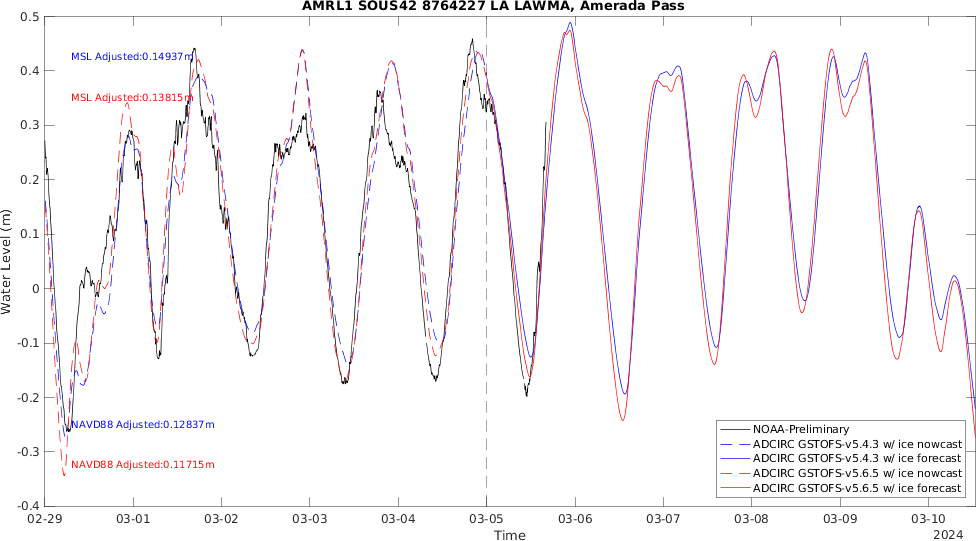 AMRL1 SOUS42 8764227 LA LAWMA, Amerada Pass
Water Level (m)
0.5
0.4
0.3
0.2
0.1
0
-0.1
-0.2
-0.3
-0.4
MSL Adjusted:0.14937m
MSL Adjusted:0.13815m
NAVD88 Adjusted:0.12837m
NAVD88 Adjusted:0.11715m
NOAA-Preliminary
ADCIRC GSTOFS-v5.4.3 w/ ice nowcast
ADCIRC GSTOFS-v5.4.3 w/ ice forecast
ADCIRC GSTOFS-v5.6.5 w/ ice nowcast
ADCIRC GSTOFS-v5.6.5 w/ ice forecast
02-29 03-01 03-02 03-03 03-04 03-05 03-06 03-07 03-08 03-09 03-10
Time
2024